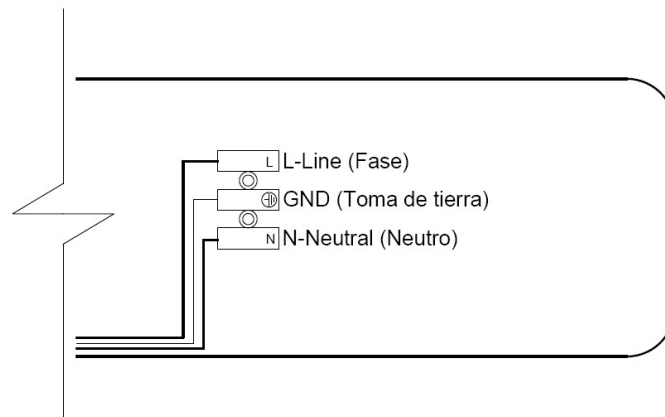 L L-Line (Fase)
GND (Toma de tierra)
N N-Neutral (Neutro)